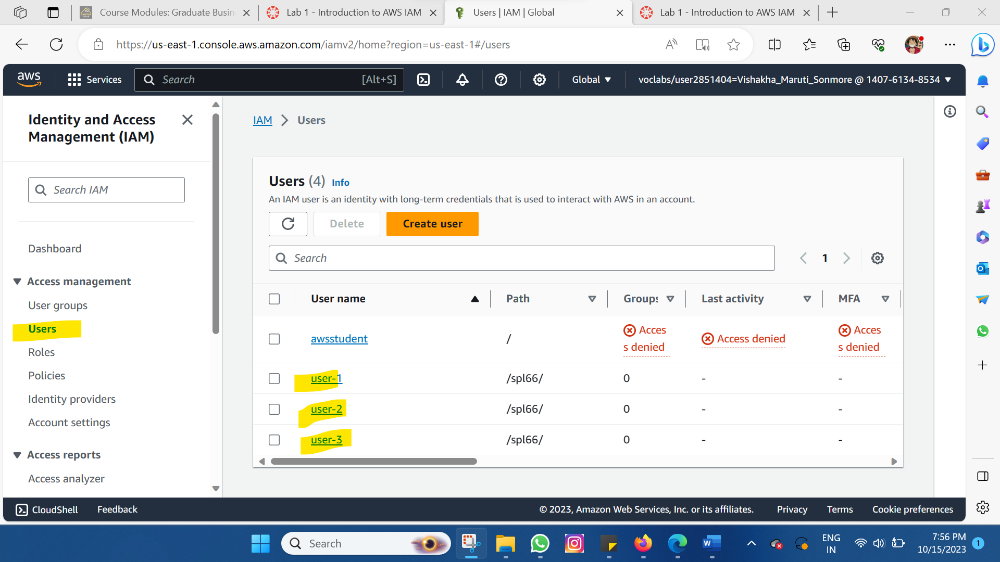 Course Modules: Graduate Busin
Lab 1 - Introduction to AWS IAM
Users | IAM | Global
Lab 1 - Introduction to AWS IAM
https://us-east-1.console.aws.amazon.com/iamv2/home?region=us-east-1#/users
aws
Services
Search
[Alt+S]
Global
voclabs/user2851404=Vishakha_Maruti_Sonmore @ 1407-6134-8534
Identity and Access
Management (IAM)
Search IAM
Dashboard
Access management
User groups
Users
Roles
Policies
Identity providers
Account settings
Access reports
Access analyzer
IAM > Users
Users (4) Info
An IAM user is an identity with long-term credentials that is used to interact with AWS in an account.
Delete
Create user
Search
1
User name Path Groups Last activity MFA
awsstudent / Acces
s denied Access denied Acces
s denied
user-1 /spl66/ 0 - -
user-2 /spl66/ 0 - -
user-3 /spl66/ 0 - -
CloudShell Feedback © 2023, Amazon Web Services, Inc. or its affiliates. Privacy Terms Cookie preferences
Search
ENG
IN
7:56 PM
10/15/2023
1